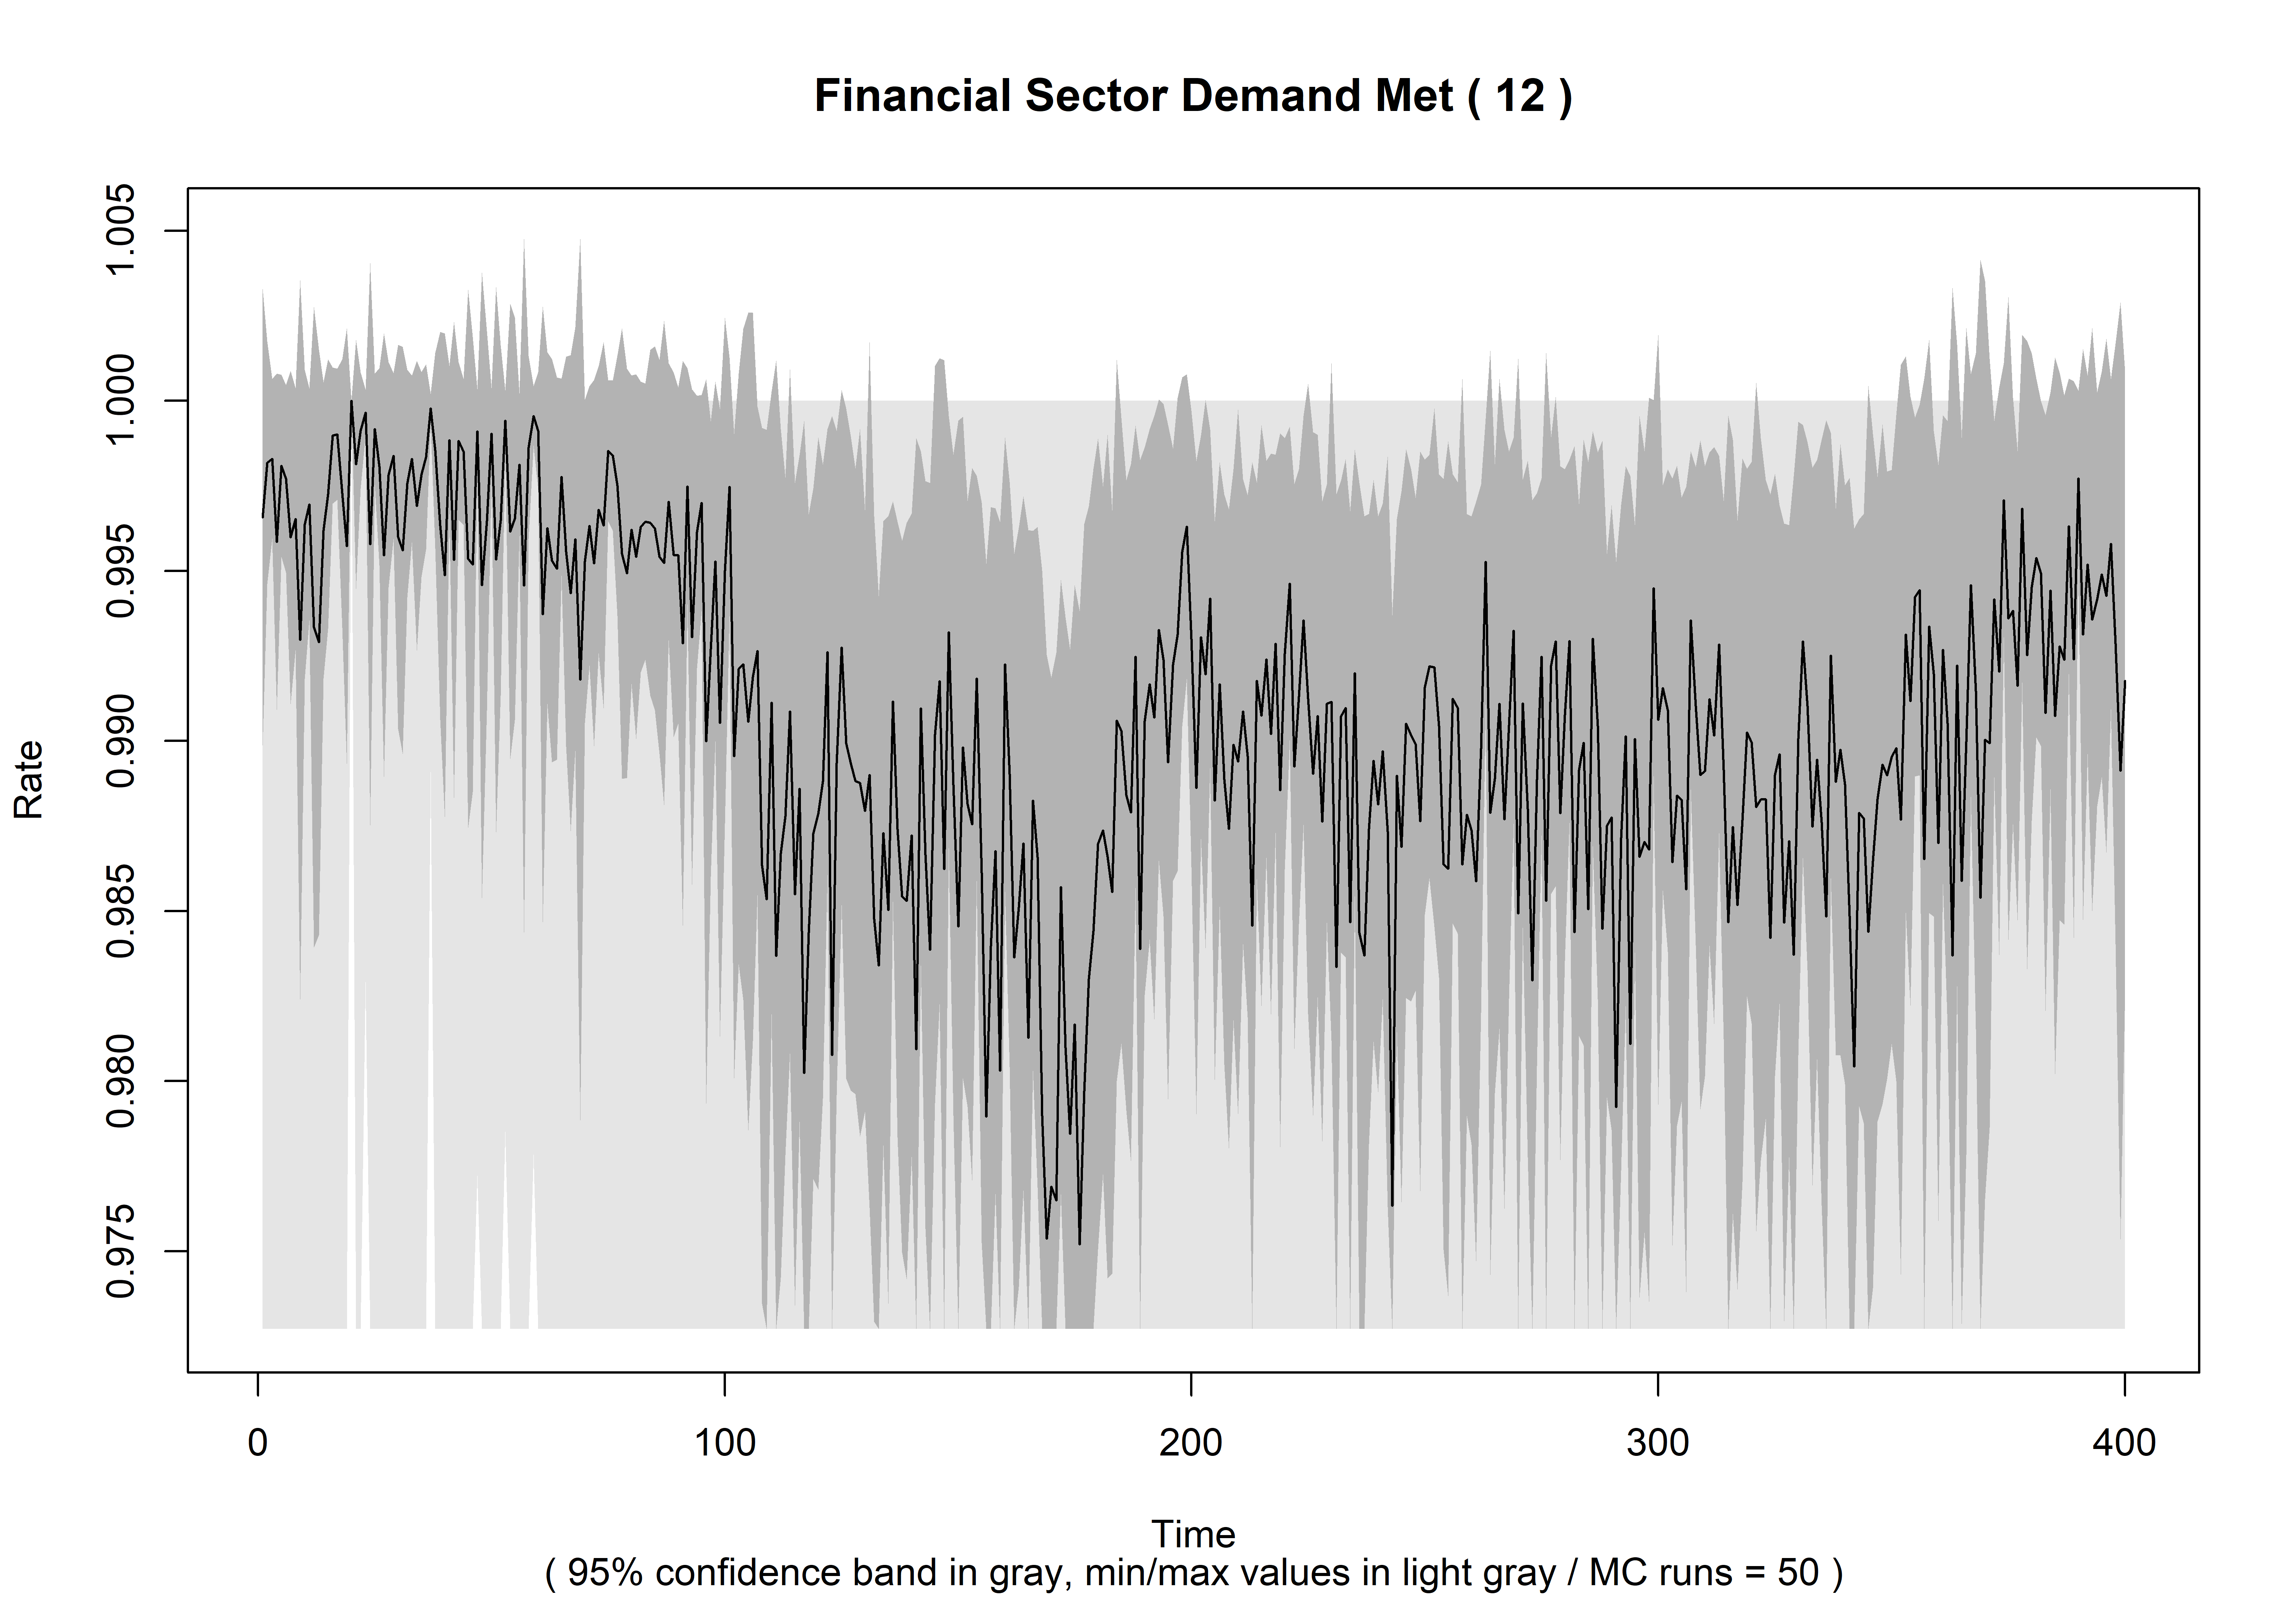 Financial Sector Demand Met ( 12 )
1.005
1.000
0.995
0.990
0.985
0.980
0.975
Rate
0 100 200 300 400
Time
( 95% confidence band in gray, min/max values in light gray / MC runs = 50 )